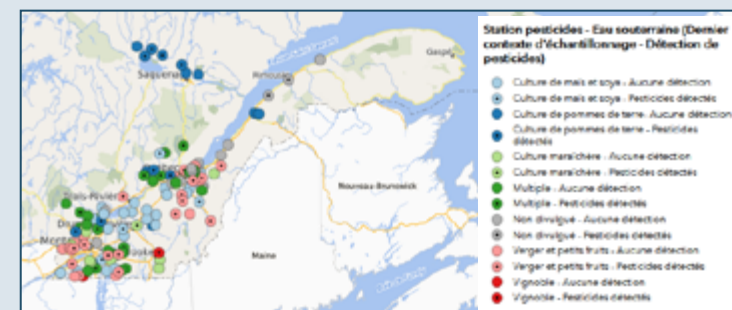 Station pesticides - Eau souterraine (Dernier
contexte d'échantillonnage - Détection de
pesticides)
Culture de maïs et soya - Aucune détection
Culture de maïs et soya - Pesticides détectés
Culture de pommes de terre - Aucune détection
Culture de pommes de terre - Pesticides
détectés
Culture maraîchère - Aucune détection
Culture maraîchère - Pesticides détectés
Multiple - Aucune détection
Multiple - Pesticides détectés
Non divulgué - Aucune détection
Non divulgué - Pesticides détectés
Verger et petits fruits - Aucune détection
Verger et petits fruits - Pesticides détectés
Vignoble - Aucune détection
Vignoble - Pesticides détectés
Gaspé
Saguenay
Rimouski
Nouveau-Brunswick
Maine